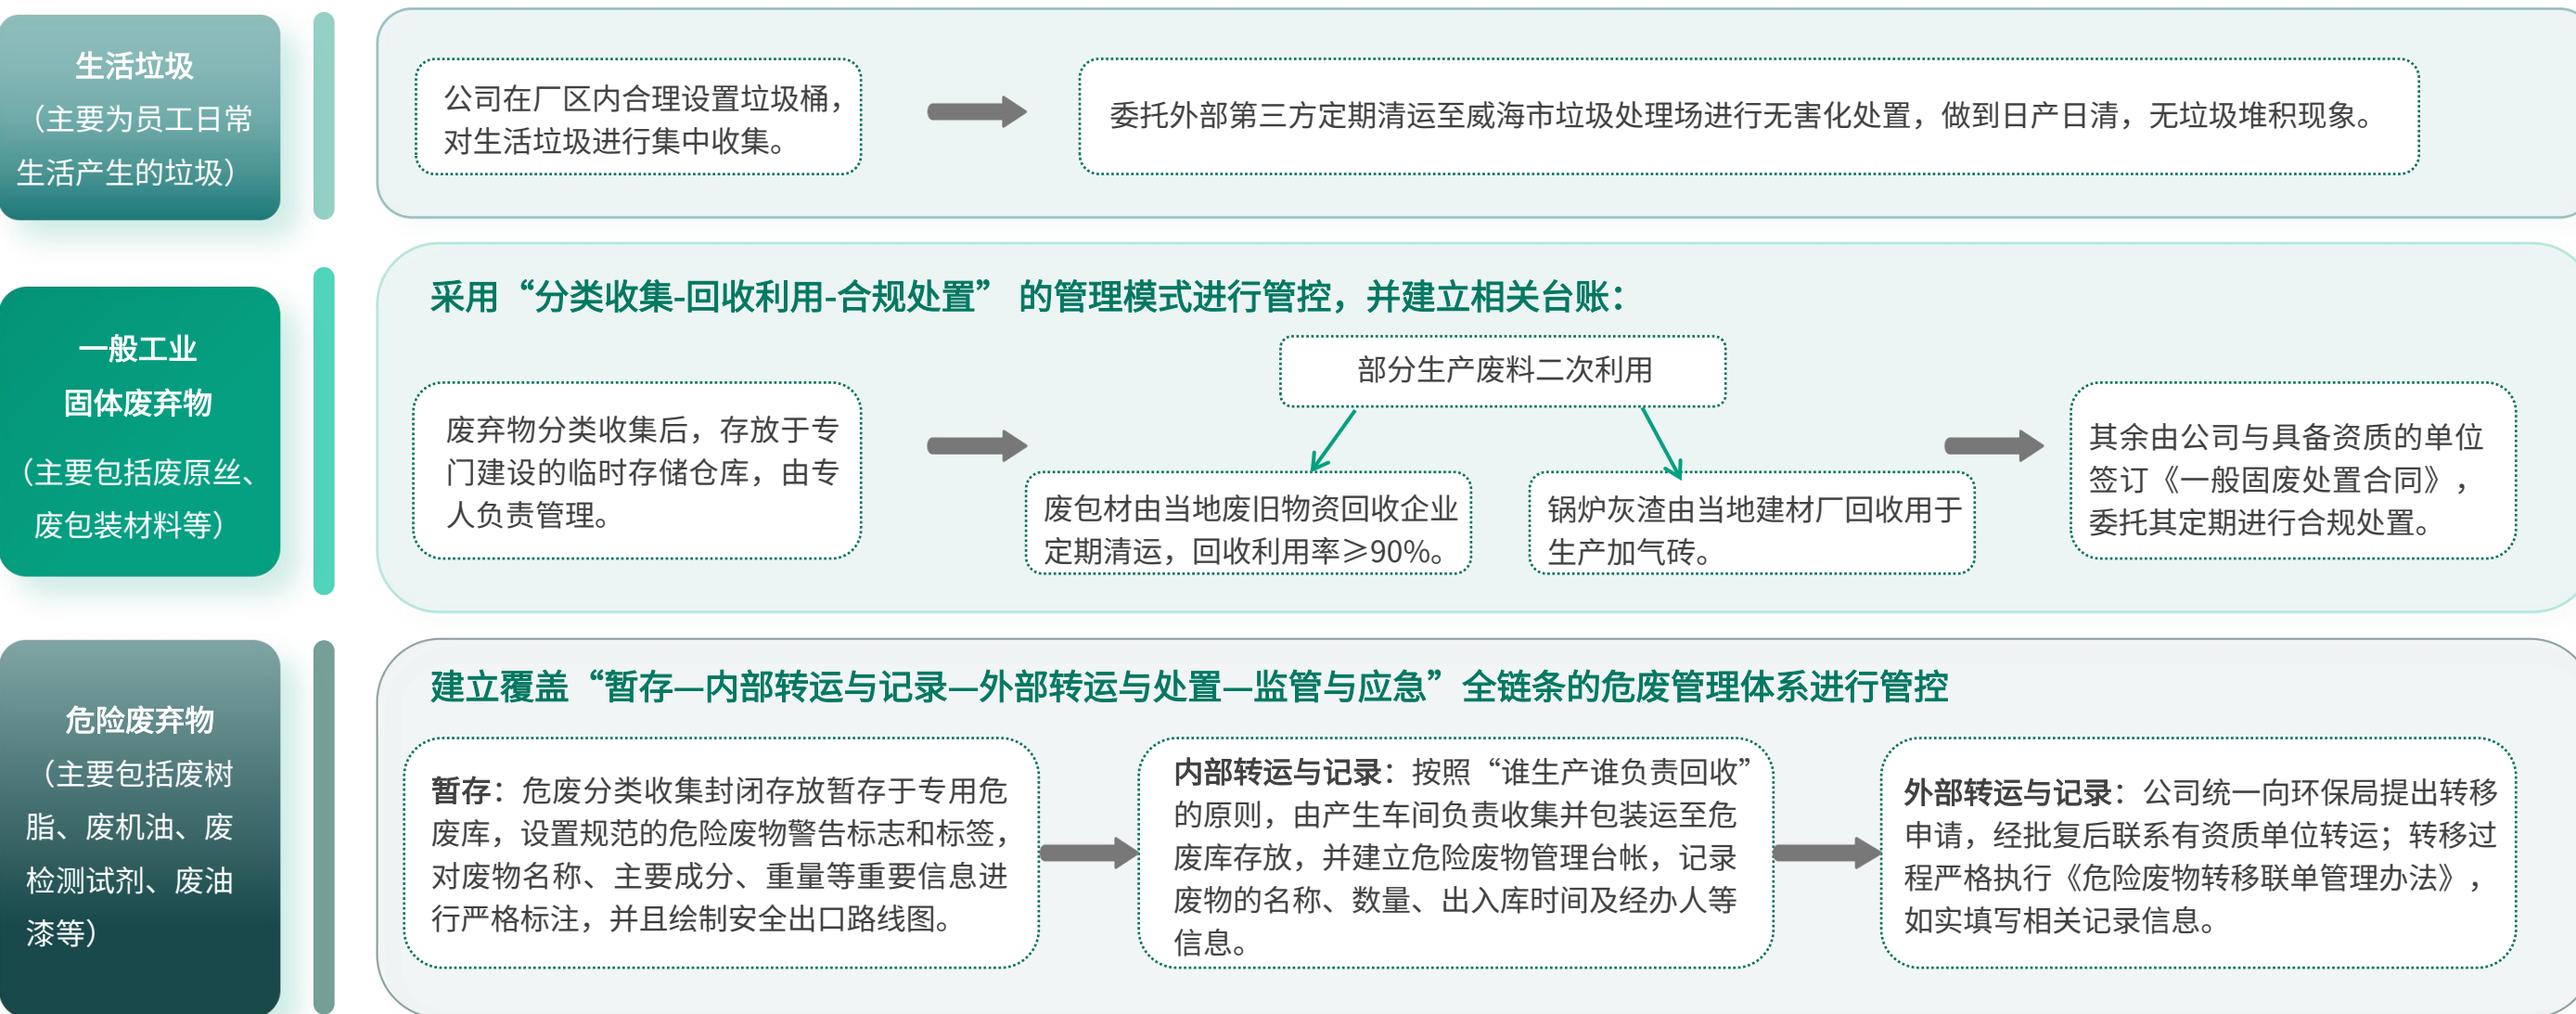 生活垃圾
（主要为员工日常
生活产生的垃圾）
公司在厂区内合理设置垃圾桶，
对生活垃圾进行集中收集。
委托外部第三方定期清运至威海市垃圾处理场进行无害化处置，做到日产日清，无垃圾堆积现象。
一般工业
固体废弃物
（主要包括废原丝、
废包装材料等）
采用“分类收集-回收利用-合规处置” 的管理模式进行管控，并建立相关台账：
废弃物分类收集后，存放于专
门建设的临时存储仓库，由专
人负责管理。
部分生产废料二次利用
废包材由当地废旧物资回收企业
定期清运，回收利用率≥90%。
锅炉灰渣由当地建材厂回收用于
生产加气砖。
其余由公司与具备资质的单位
签订《一般固废处置合同》，
委托其定期进行合规处置。
危险废弃物
（主要包括废树
脂、废机油、废
检测试剂、废油
漆等）
建立覆盖“暂存—内部转运与记录—外部转运与处置—监管与应急”全链条的危废管理体系进行管控
暂存：危废分类收集封闭存放暂存于专用危
废库，设置规范的危险废物警告标志和标签，
对废物名称、主要成分、重量等重要信息进
行严格标注，并且绘制安全出口路线图。
内部转运与记录：按照“谁生产谁负责回收”
的原则，由产生车间负责收集并包装运至危
废库存放，并建立危险废物管理台帐，记录
废物的名称、数量、出入库时间及经办人等
信息。
外部转运与记录：公司统一向环保局提出转移
申请，经批复后联系有资质单位转运；转移过
程严格执行《危险废物转移联单管理办法》，
如实填写相关记录信息。